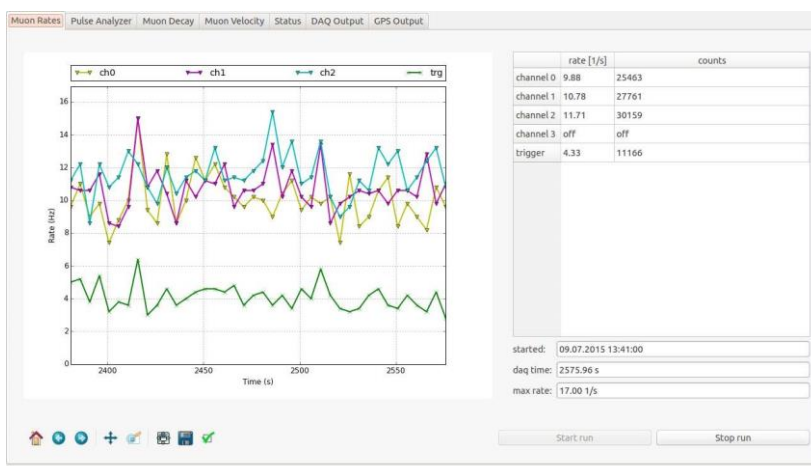 Muon Rates Pulse Analyzer Muon Decay Muon Velocity Status DAQ Output GPS Output
ch0 ch1 ch2 trg
16
14
12
10
8
6
4
2
0
Rate (Hz)
2400 2450 2500 2550
Time (s)
rate [1/s] counts
channel 0 9.88 25463
channel 1 10.78 27761
channel 2 11.71 30159
channel 3 off off
trigger 4.33 11166
started: 09.07.2015 13:41:00
daq time: 2575.96 s
max rate: 17.00 1/s
Start run Stop run